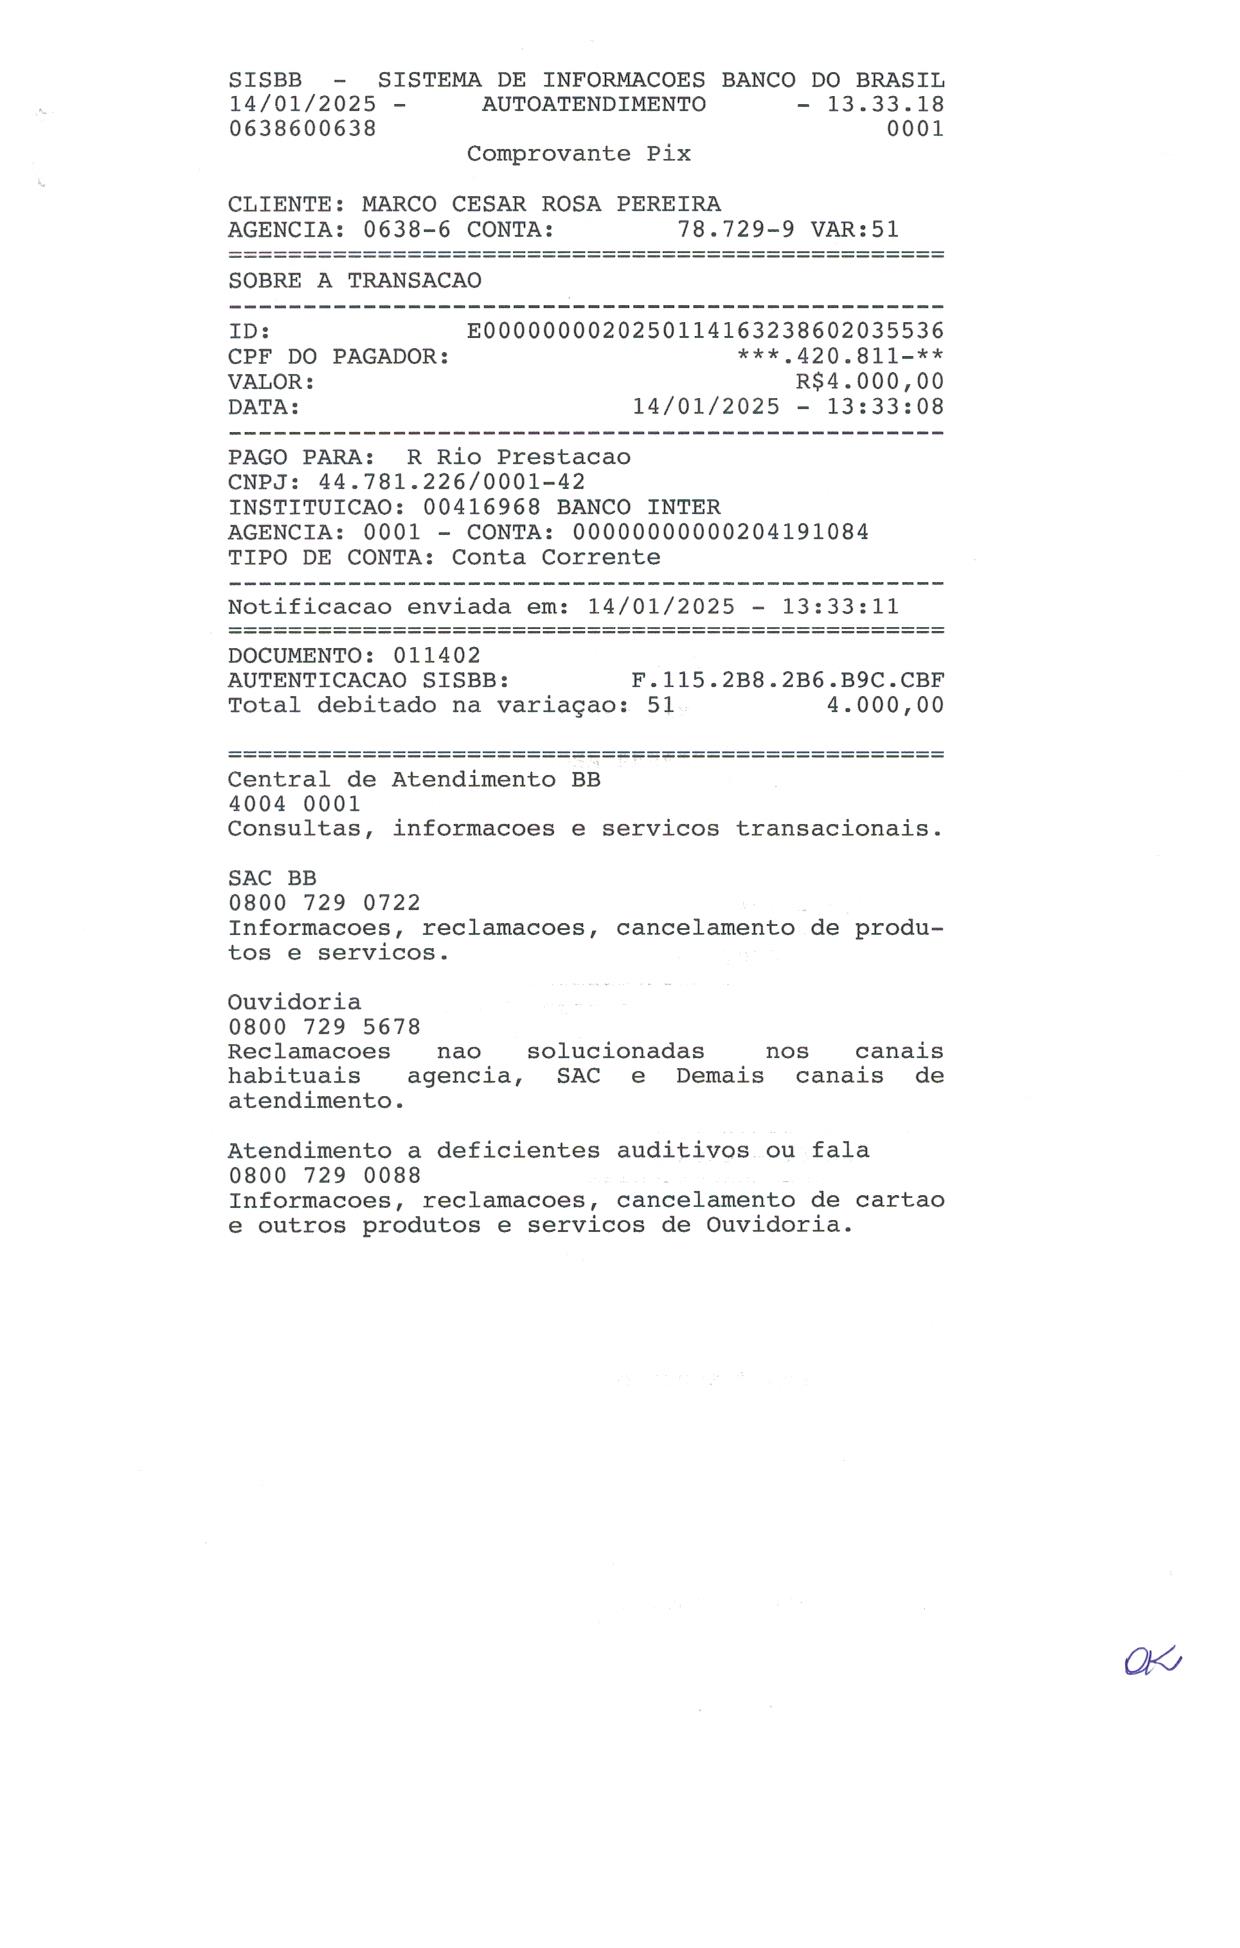 SISBB - SISTEMA DE INFORMACOES BANCO DO BRASIL
14/01/2025 - AUTOATENDIMENTO - 13.33.18
0638600638 0001
Comprovante Pix
CLIENTE: MARCO CESAR ROSA PEREIRA
AGENCIA: 0638-6 CONTA: 78.729-9 VAR:51
================================================
SOBRE A TRANSACAO
------------------------------------------------
ID: E0000000020250114163238602035536
CPF DO PAGADOR: ***.420.811-**
VALOR: R$4.000,00
DATA: 14/01/2025 - 13:33:08
------------------------------------------------
PAGO PARA: R Rio Prestacao
CNPJ: 44.781.226/0001-42
INSTITUICAO: 00416968 BANCO INTER
AGENCIA: 0001 - CONTA: 00000000000204191084
TIPO DE CONTA: Conta Corrente
------------------------------------------------
Notificacao enviada em: 14/01/2025 - 13:33:11
================================================
DOCUMENTO: 011402
AUTENTICACAO SISBB: F.115.2B8.2B6.B9C.CBF
Total debitado na variaçao: 51 4.000,00
================================================
Central de Atendimento BB
4004 0001
Consultas, informacoes e servicos transacionais.
SAC BB
0800 729 0722
Informacoes, reclamacoes, cancelamento de produ-
tos e servicos.
Ouvidoria
0800 729 5678
Reclamacoes nao solucionadas nos canais
habituais agencia, SAC e Demais canais de
atendimento.
Atendimento a deficientes auditivos ou fala
0800 729 0088
Informacoes, reclamacoes, cancelamento de cartao
e outros produtos e servicos de Ouvidoria.
OK